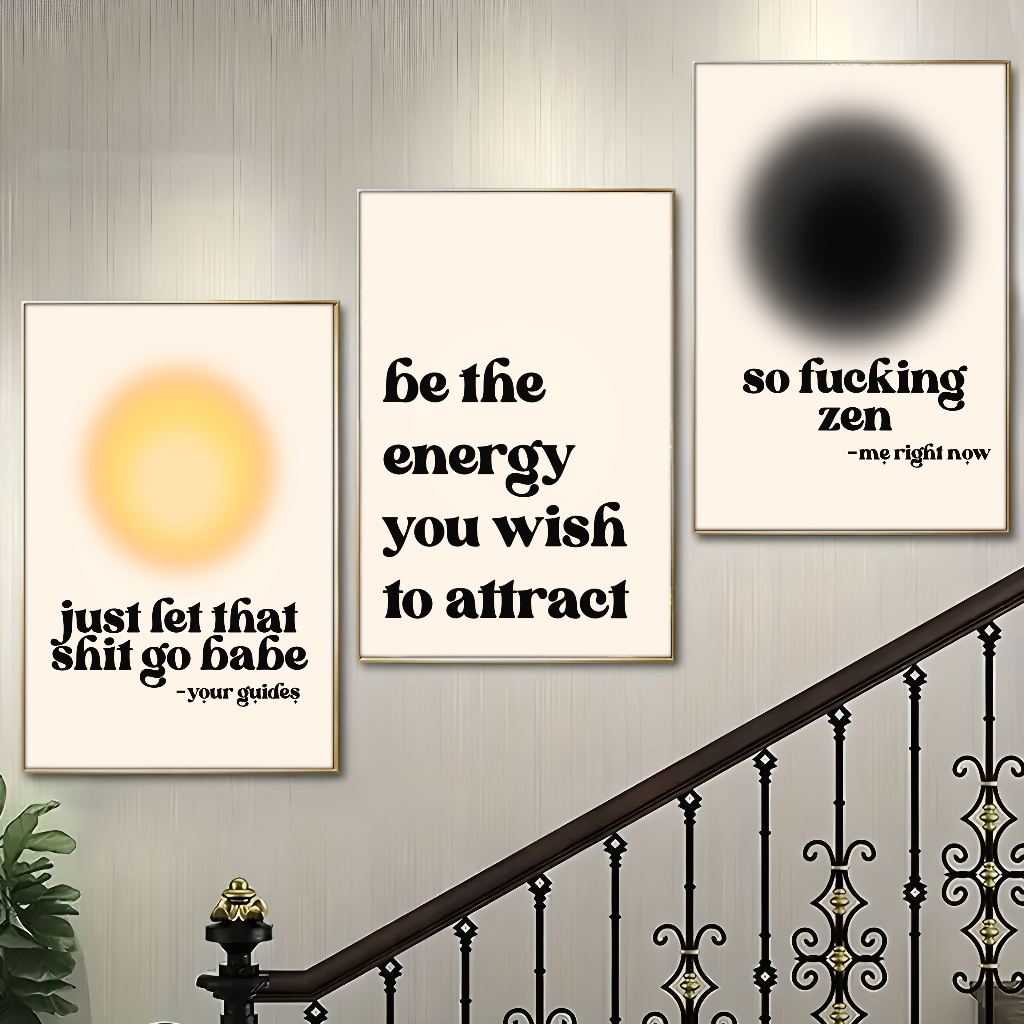 just let that
shit go babe
-your guides
be the
energy
you wish
to attract
so fucking
zen
-me right now